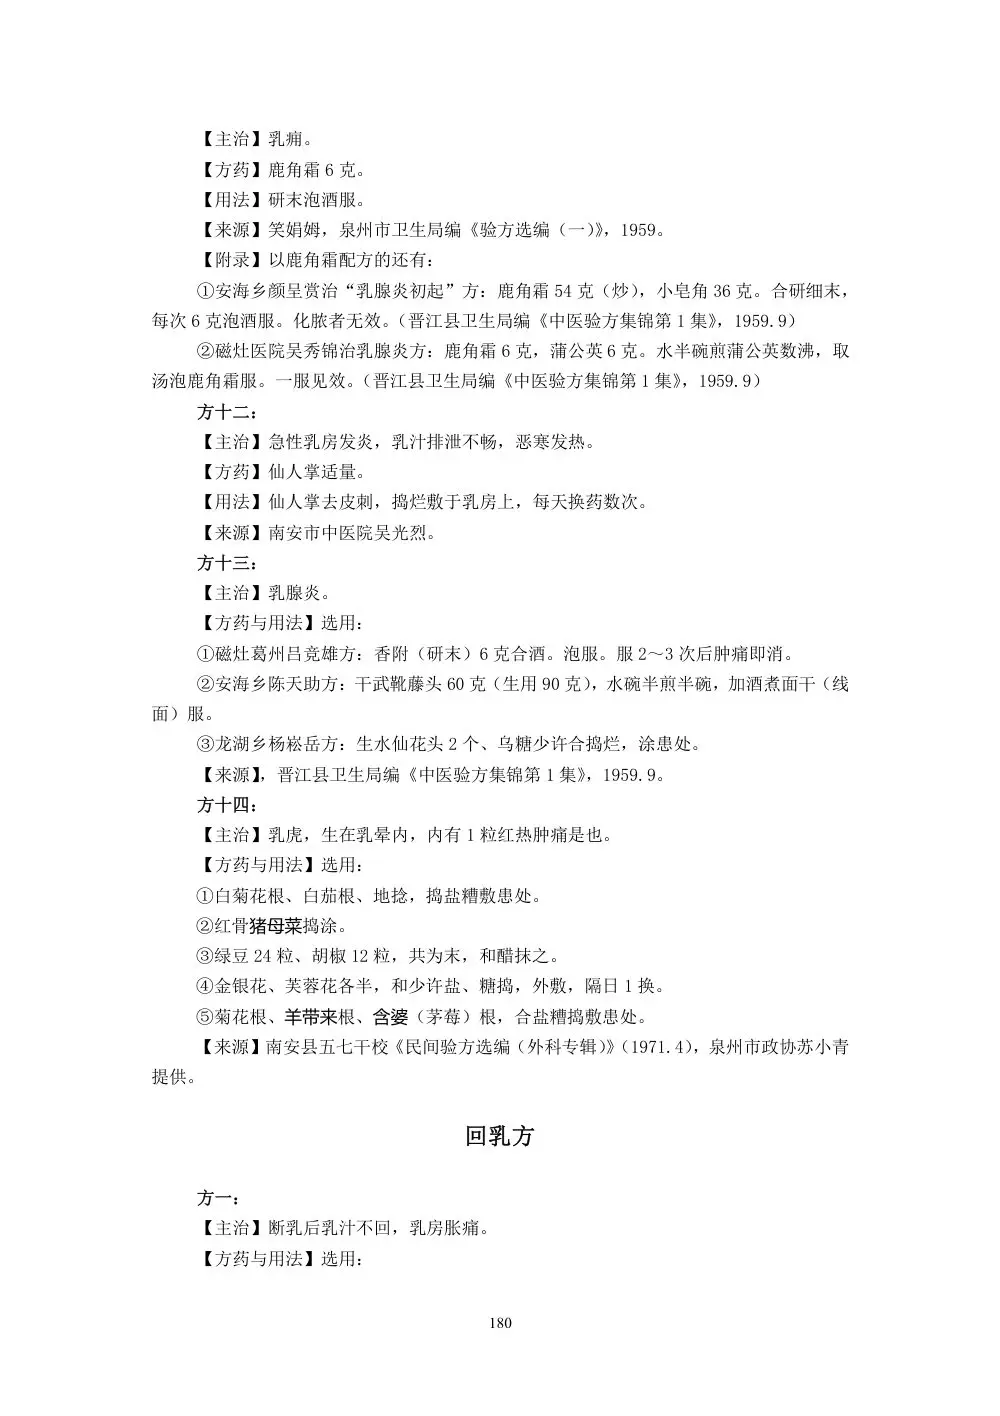 【主治】乳痈。
【方药】鹿角霜 6 克。
【用法】研末泡酒服。
【来源】笑娟姆，泉州市卫生局编《验方选编（一）》，1959。
【附录】以鹿角霜配方的还有：
①安海乡颜呈赏治“乳腺炎初起”方：鹿角霜 54 克（炒），小皂角 36 克。合研细末，
每次 6 克泡酒服。化脓者无效。（晋江县卫生局编《中医验方集锦第 1 集》，1959.9）
②磁灶医院吴秀锦治乳腺炎方：鹿角霜 6 克，蒲公英 6 克。水半碗煎蒲公英数沸，取
汤泡鹿角霜服。一服见效。（晋江县卫生局编《中医验方集锦第 1 集》，1959.9）
方十二：
【主治】急性乳房发炎，乳汁排泄不畅，恶寒发热。
【方药】仙人掌适量。
【用法】仙人掌去皮刺，捣烂敷于乳房上，每天换药数次。
【来源】南安市中医院吴光烈。
方十三：
【主治】乳腺炎。
【方药与用法】选用：
①磁灶葛州吕竞雄方：香附（研末）6 克合酒。泡服。服 2～3 次后肿痛即消。
②安海乡陈天助方：干武靴藤头 60 克（生用 90 克），水碗半煎半碗，加酒煮面干（线
面）服。
③龙湖乡杨崧岳方：生水仙花头 2 个、乌糖少许合捣烂，涂患处。
【来源】，晋江县卫生局编《中医验方集锦第 1 集》，1959.9。
方十四：
【主治】乳虎，生在乳晕内，内有 1 粒红热肿痛是也。
【方药与用法】选用：
①白菊花根、白茄根、地捻，捣盐糟敷患处。
②红骨猪母菜捣涂。
③绿豆 24 粒、胡椒 12 粒，共为末，和醋抹之。
④金银花、芙蓉花各半，和少许盐、糖捣，外敷，隔日 1 换。
⑤菊花根、羊带来根、含婆（茅莓）根，合盐糟捣敷患处。
【来源】南安县五七干校《民间验方选编（外科专辑）》（1971.4），泉州市政协苏小青
提供。
回乳方
方一：
【主治】断乳后乳汁不回，乳房胀痛。
【方药与用法】选用：
180